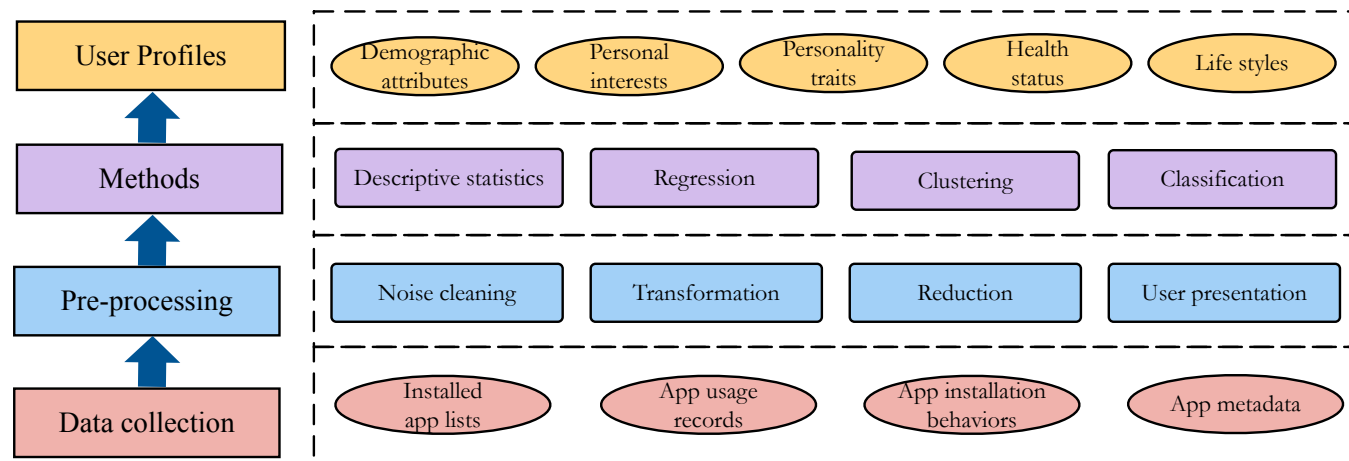 User Profiles
Demographic
attributes
Personal
interests
Personality
traits
Health
status
Life styles
Methods
Descriptive statistics
Regression
Clustering
Classification
Pre-processing
Noise cleaning
Transformation
Reduction
User presentation
Data collection
Installed
app lists
App usage
records
App installation
behaviors
App metadata